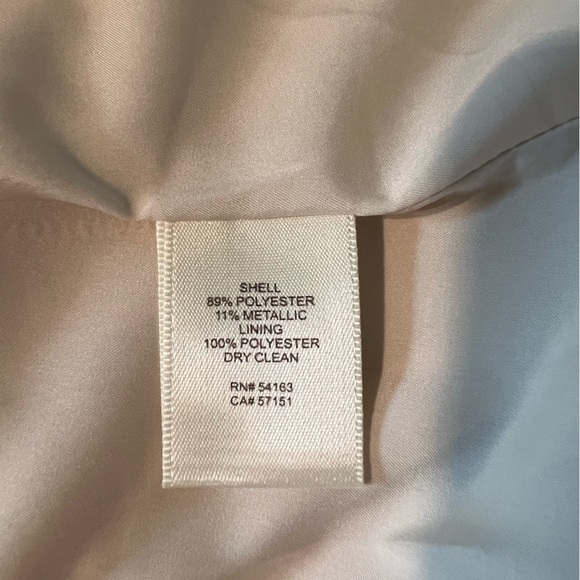 SHELL
89% POLYESTER
11% METALLIC
LINING
100% POLYESTER
DRY CLEAN
RN# 54163
CA# 57151